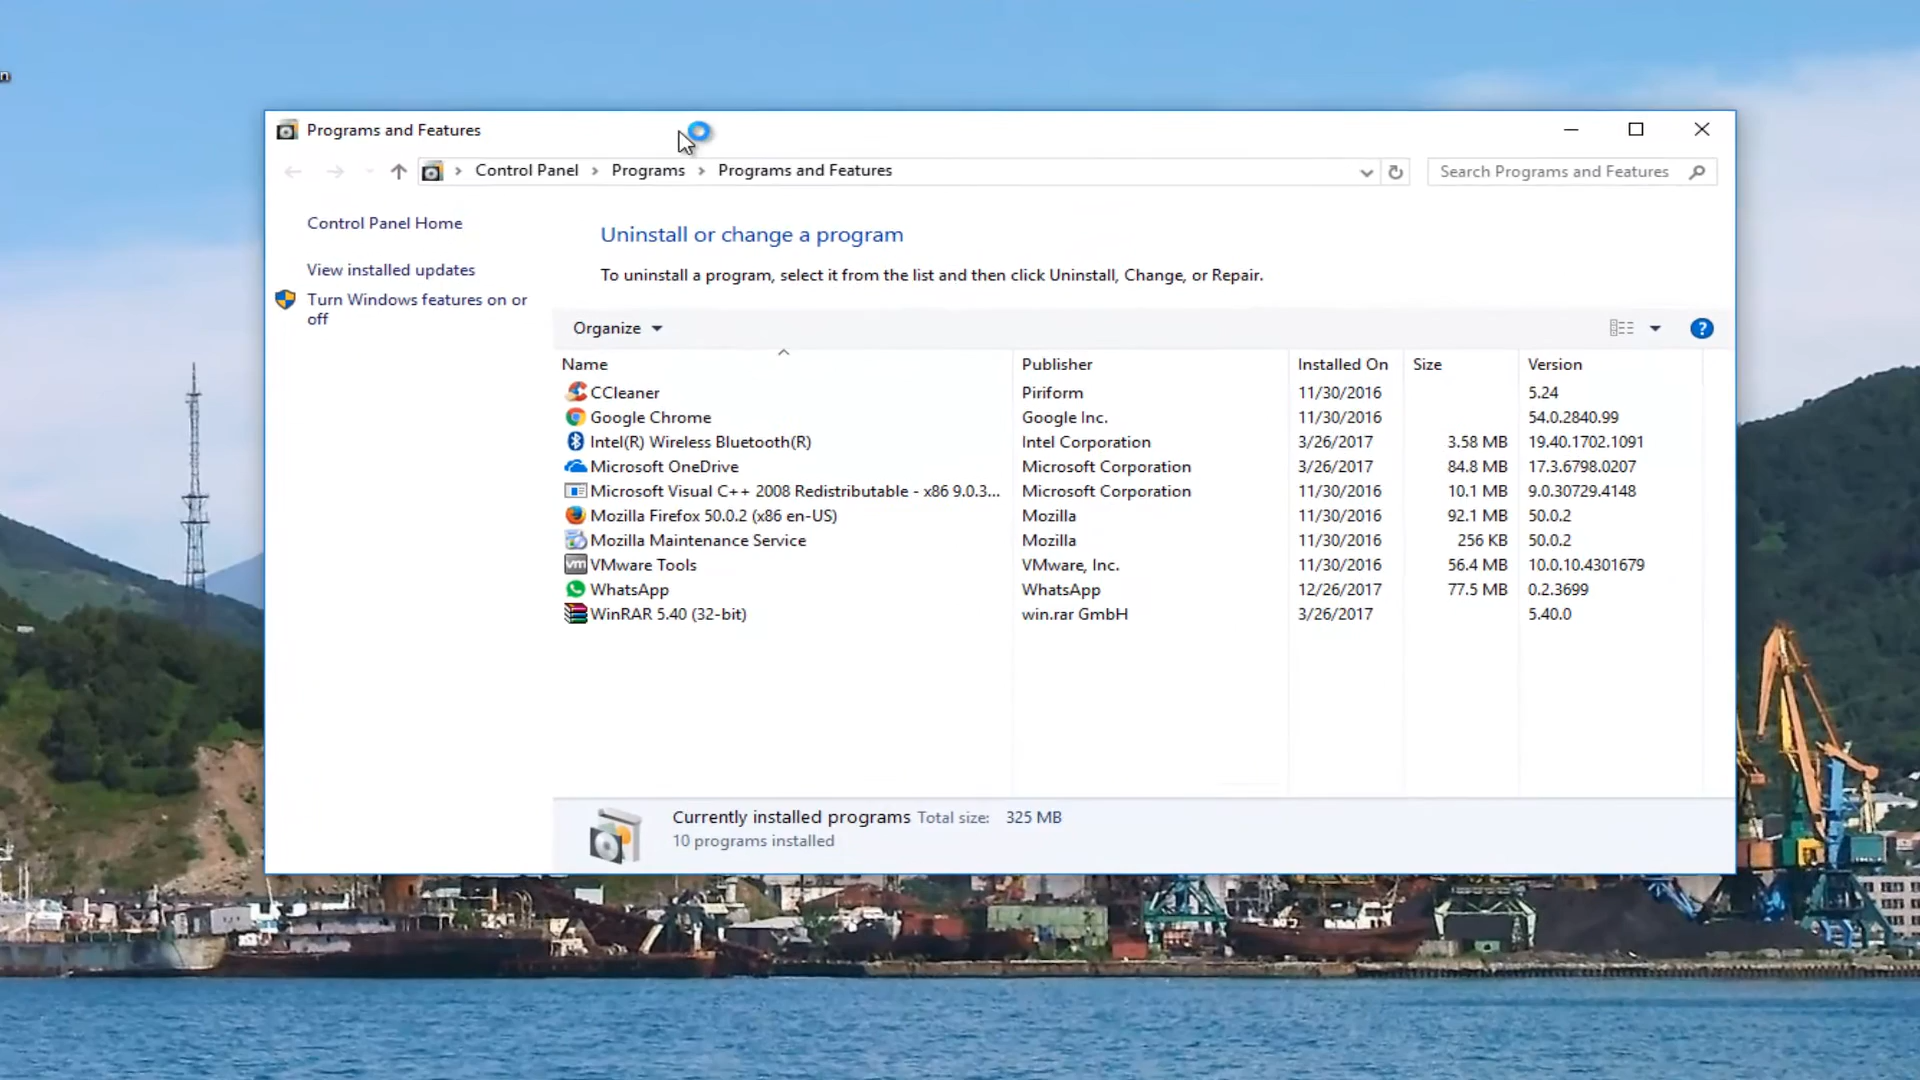 n
Programs and Features
Control Panel Programs Programs and Features
Search Programs and Features
Control Panel Home
View installed updates
Turn Windows features on or
off
Uninstall or change a program
To uninstall a program, select it from the list and then click Uninstall, Change, or Repair.
Organize
Name Publisher Installed On Size Version
CCleaner Piriform 11/30/2016 5.24
Google Chrome Google Inc. 11/30/2016 54.0.2840.99
Intel(R) Wireless Bluetooth(R) Intel Corporation 3/26/2017 3.58 MB 19.40.1702.1091
Microsoft OneDrive Microsoft Corporation 3/26/2017 84.8 MB 17.3.6798.0207
Microsoft Visual C++ 2008 Redistributable - x86 9.0.3... Microsoft Corporation 11/30/2016 10.1 MB 9.0.30729.4148
Mozilla Firefox 50.0.2 (x86 en-US) Mozilla 11/30/2016 92.1 MB 50.0.2
Mozilla Maintenance Service Mozilla 11/30/2016 256 KB 50.0.2
vm VMware Tools VMware, Inc. 11/30/2016 56.4 MB 10.0.10.4301679
WhatsApp WhatsApp 12/26/2017 77.5 MB 0.2.3699
WinRAR 5.40 (32-bit) win.rar GmbH 3/26/2017 5.40.0
Currently installed programs Total size: 325 MB
10 programs installed